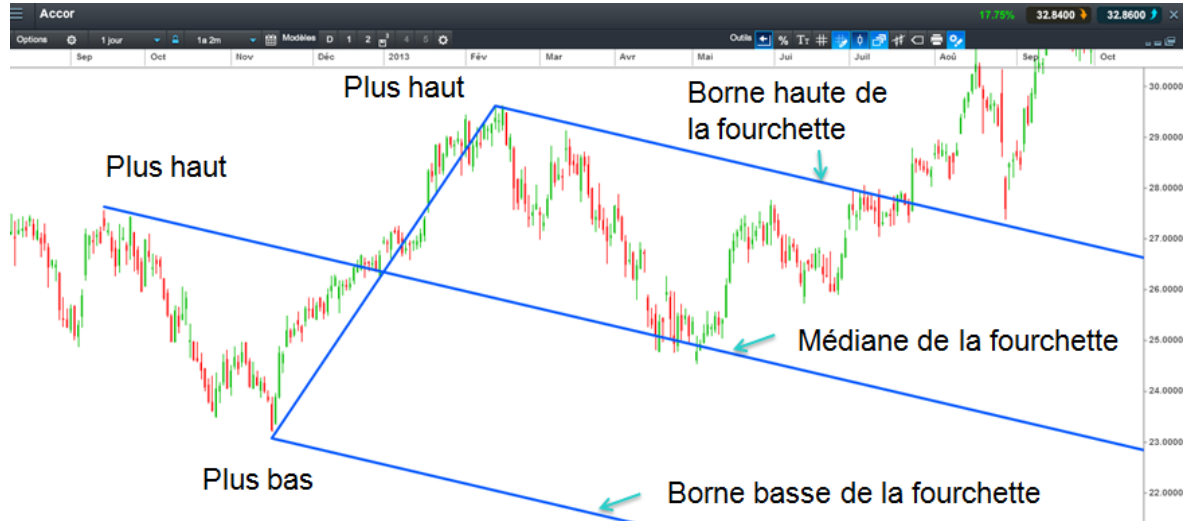 Accor 17.75% 32.8400 32.8600
Options 1 jour 1a 2m Modèles D 1 2 3 4 5 Outils % TT
Sep Oct Nov Déc 2013 Fév Mar Avr Mai Jui Juil Aoû Sep Oct
Plus haut
Borne haute de
la fourchette
Plus haut
Médiane de la fourchette
Plus bas
Borne basse de la fourchette
30.0000
29.0000
28.0000
27.0000
26.0000
25.0000
24.0000
23.0000
22.0000